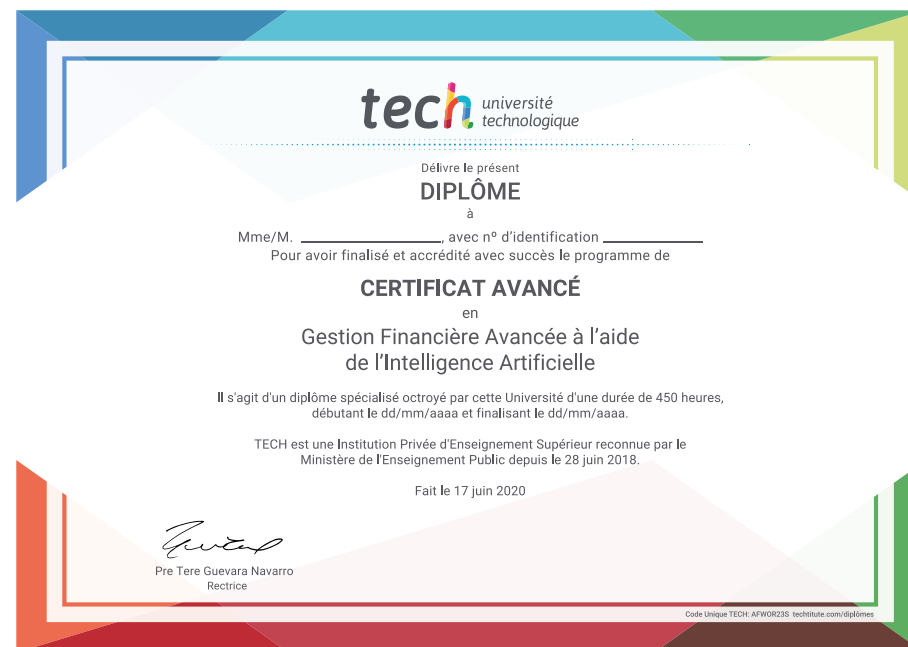 tech université
technologique
Délivre le présent
DIPLÔME
à
Mme/M. ____________________, avec nº d'identification ______________
Pour avoir finalisé et accrédité avec succès le programme de
CERTIFICAT AVANCÉ
en
Gestion Financière Avancée à l'aide
de l'Intelligence Artificielle
Il s'agit d'un diplôme spécialisé octroyé par cette Université d'une durée de 450 heures,
débutant le dd/mm/aaaa et finalisant le dd/mm/aaaa.
TECH est une Institution Privée d'Enseignement Supérieur reconnue par le
Ministère de l'Enseignement Public depuis le 28 juin 2018.
Fait le 17 juin 2020
Pre Tere Guevara Navarro
Rectrice
Code Unique TECH: AFWOR23S techtitute.com/diplômes